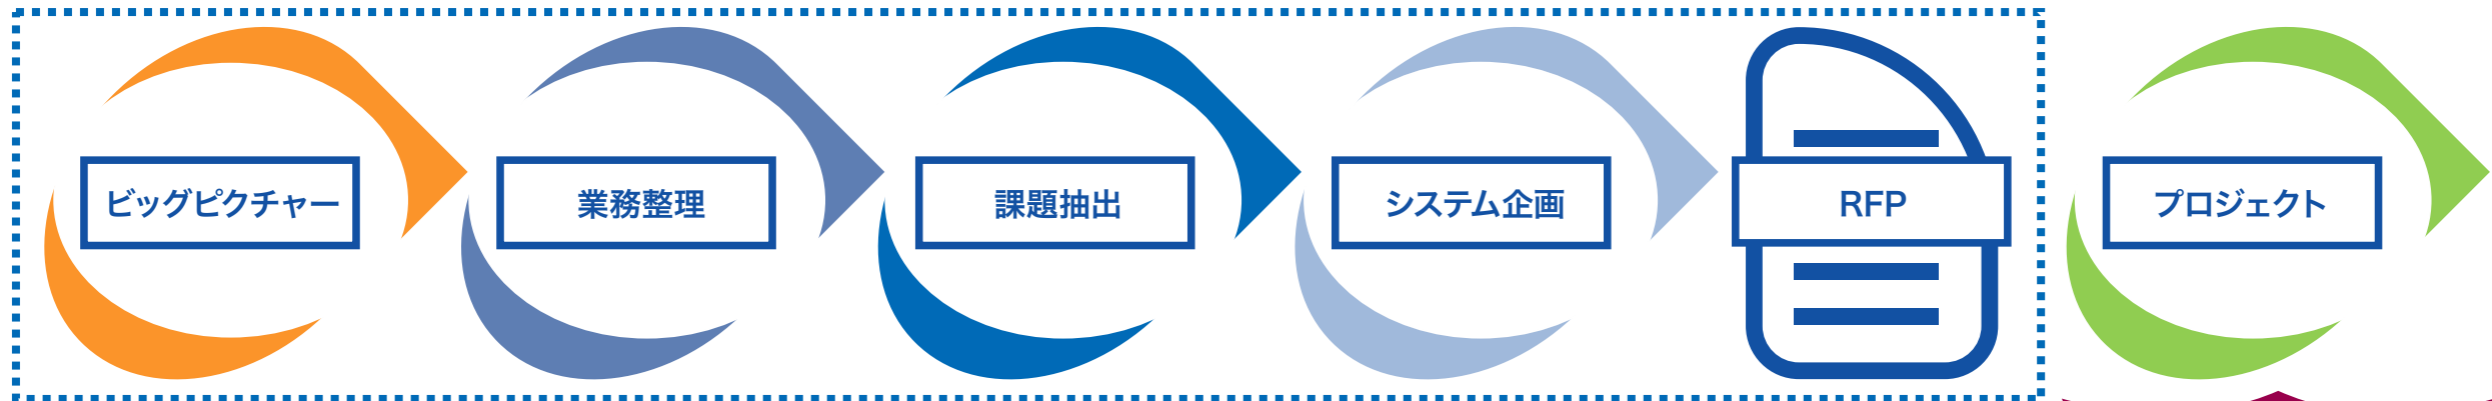 ビッグピクチャー
業務整理
課題抽出
システム企画
RFP
プロジェクト